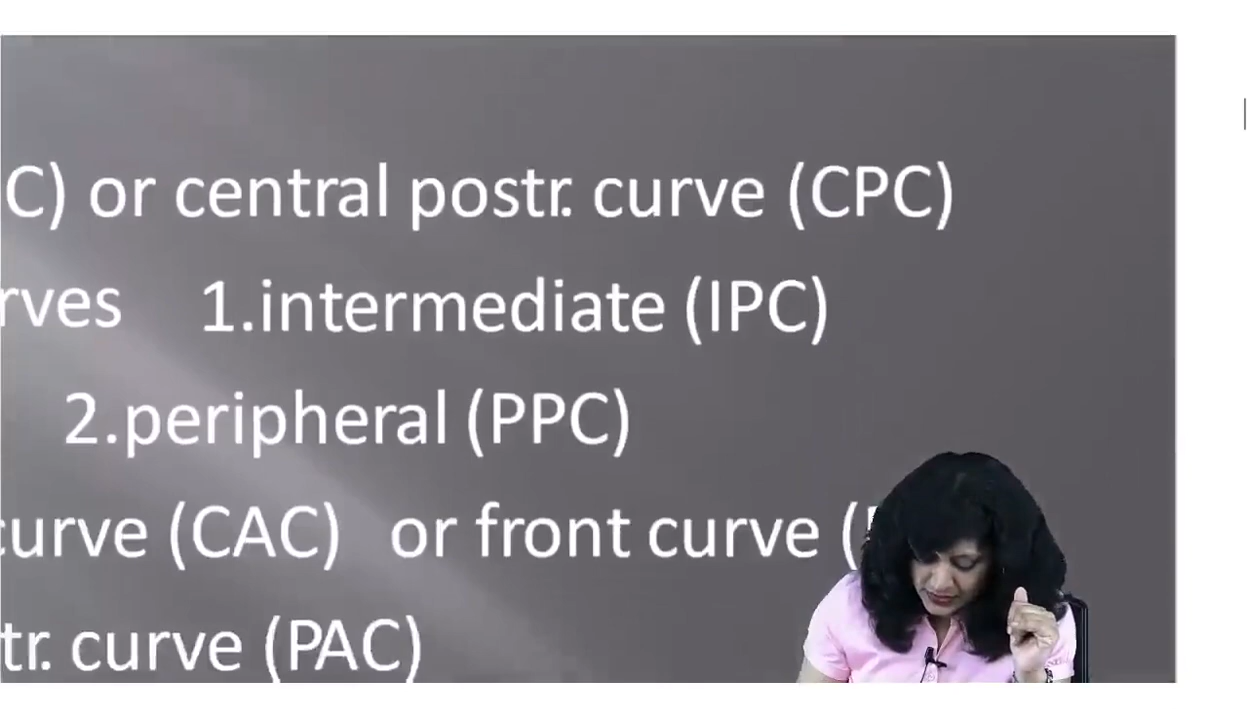 C) or central postr. curve (CPC)
rves 1.intermediate (IPC)
2.peripheral (PPC)
curve (CAC) or front curve (
tr. curve (PAC)